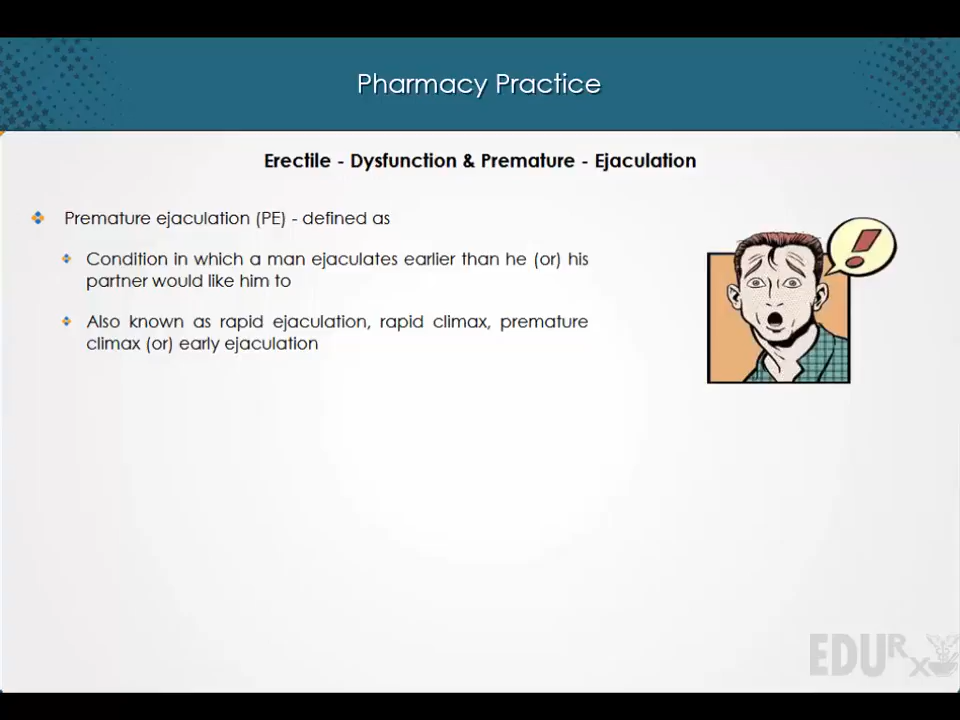 Pharmacy Practice
Erectile - Dysfunction & Premature - Ejaculation
Premature ejaculation (PE) - defined as
Condition in which a man ejaculates earlier than he (or) his
partner would like him to
Also known as rapid ejaculation, rapid climax, premature
climax (or) early ejaculation
!
EDURx